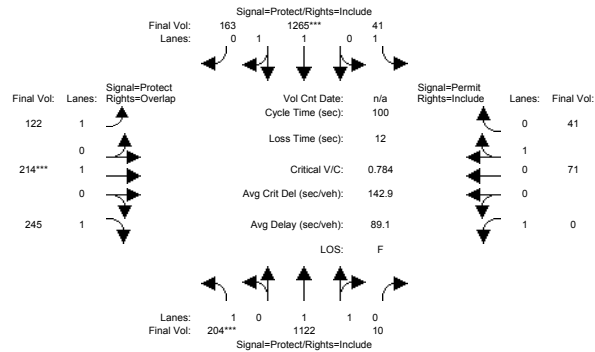 Signal=Protect/Rights=Include
Final Vol: 163 1265*** 41
Lanes: 0 1 1 0 1
Signal=Protect
Final Vol: Lanes: Rights=Overlap
Vol Cnt Date: n/a
Signal=Permit
Rights=Include Lanes: Final Vol:
Cycle Time (sec): 100
122 1
0 41
Loss Time (sec): 12
0
1
214*** 1
Critical V/C: 0.784
0 71
0
Avg Crit Del (sec/veh): 142.9
0
245 1
Avg Delay (sec/veh): 89.1
1 0
LOS: F
Lanes: 1 0 1 1 0
Final Vol: 204*** 1122 10
Signal=Protect/Rights=Include